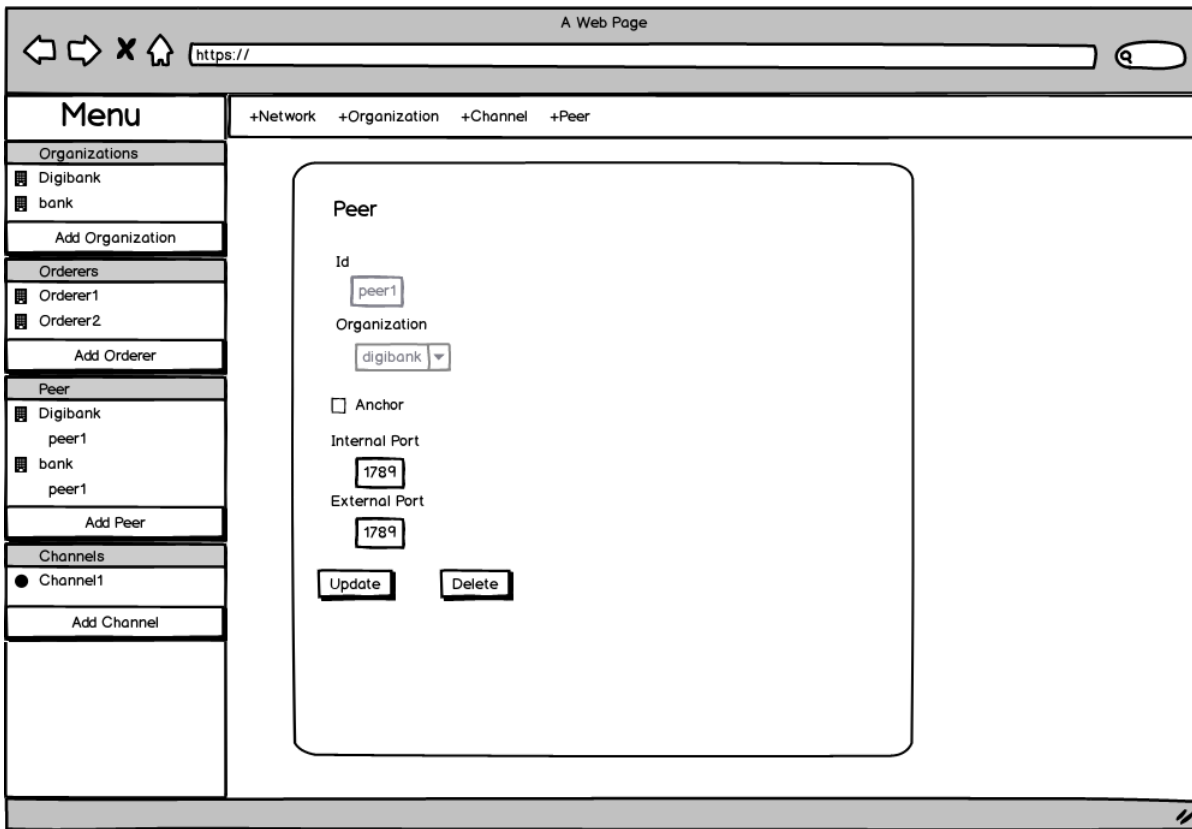 A Web Page
https://
Menu
+Network +Organization +Channel +Peer
Organizations
Digibank
bank
Add Organization
Orderers
Orderer1
Orderer2
Add Orderer
Peer
Digibank
peer1
bank
peer1
Add Peer
Channels
Channel1
Add Channel
Peer
Id
peer1
Organization
digibank
Anchor
Internal Port
1789
External Port
1789
Update Delete